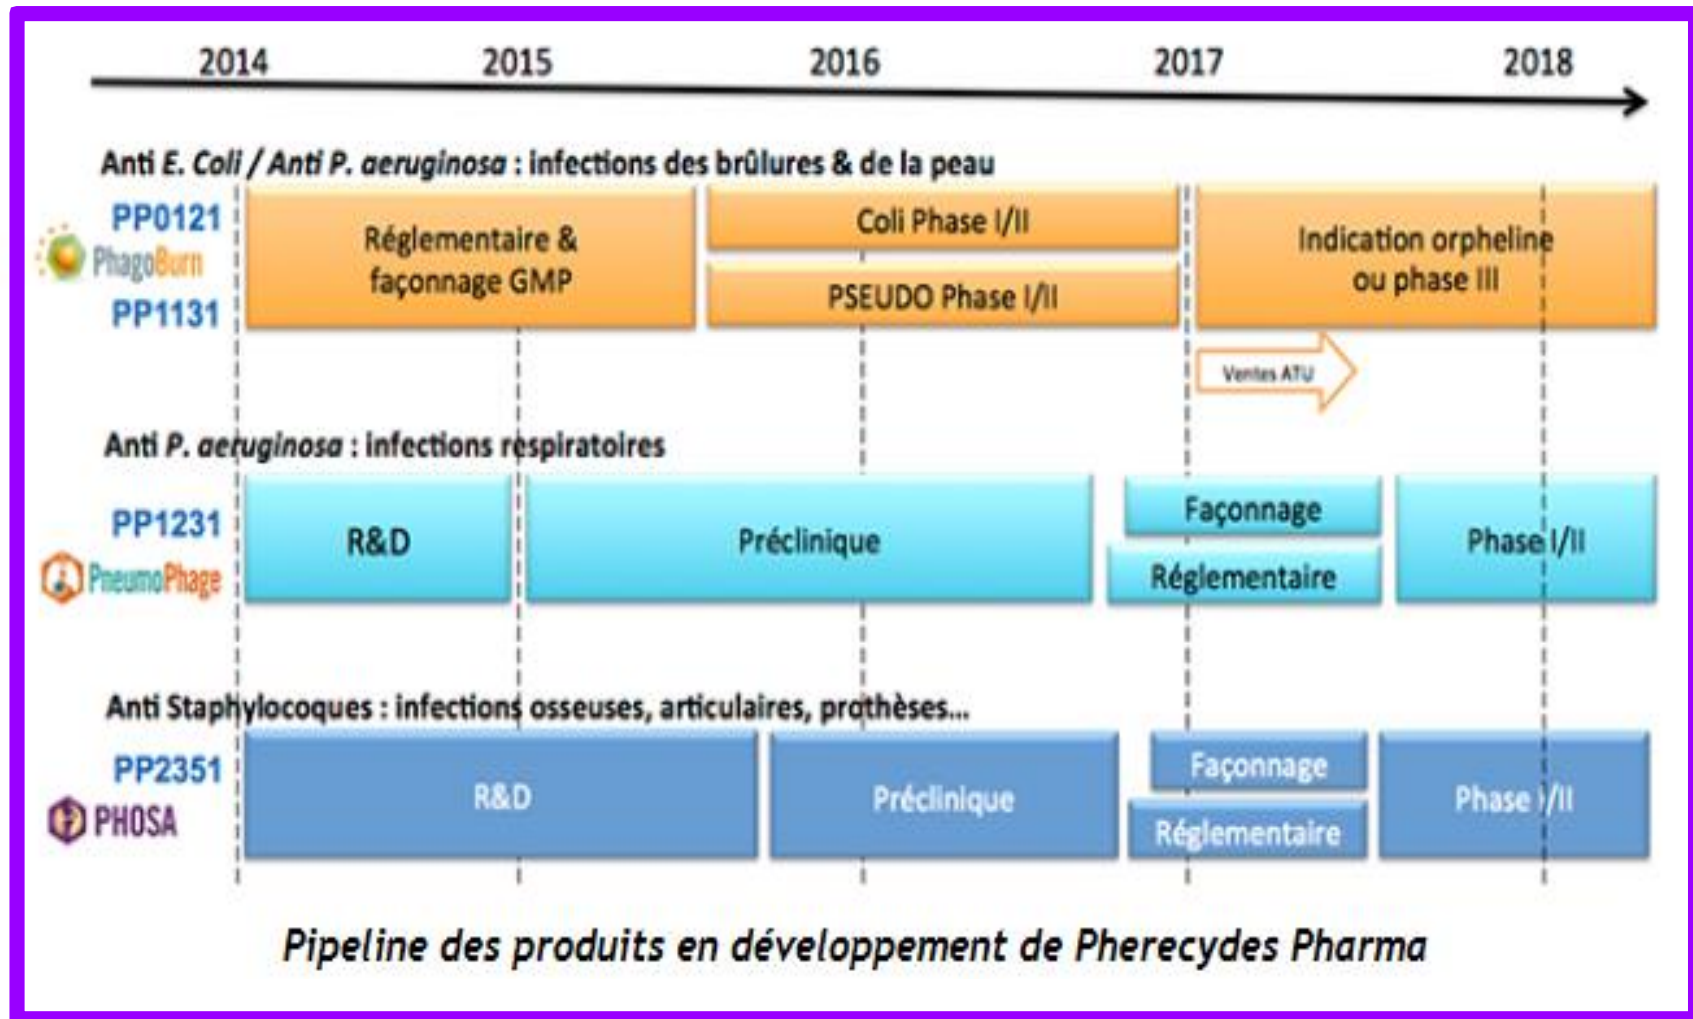 2014 2015 2016 2017 2018
Anti E. Coli / Anti P. aeruginosa : infections des brûlures & de la peau
PP0121
PhagoBurn
PP1131
Réglementaire &
façonnage GMP
Coli Phase I/II
PSEUDO Phase I/II
Indication orpheline
ou phase III
Ventes ATU
Anti P. aeruginosa : infections respiratoires
PP1231
PneumoPhage
R&D
Préclinique
Façonnage
Réglementaire
Phase I/II
Anti Staphylocoques : infections osseuses, articulaires, prothèses...
PP2351
PHOSA
R&D
Préclinique
Façonnage
Réglementaire
Phase I/II
Pipeline des produits en développement de Pherecydes Pharma